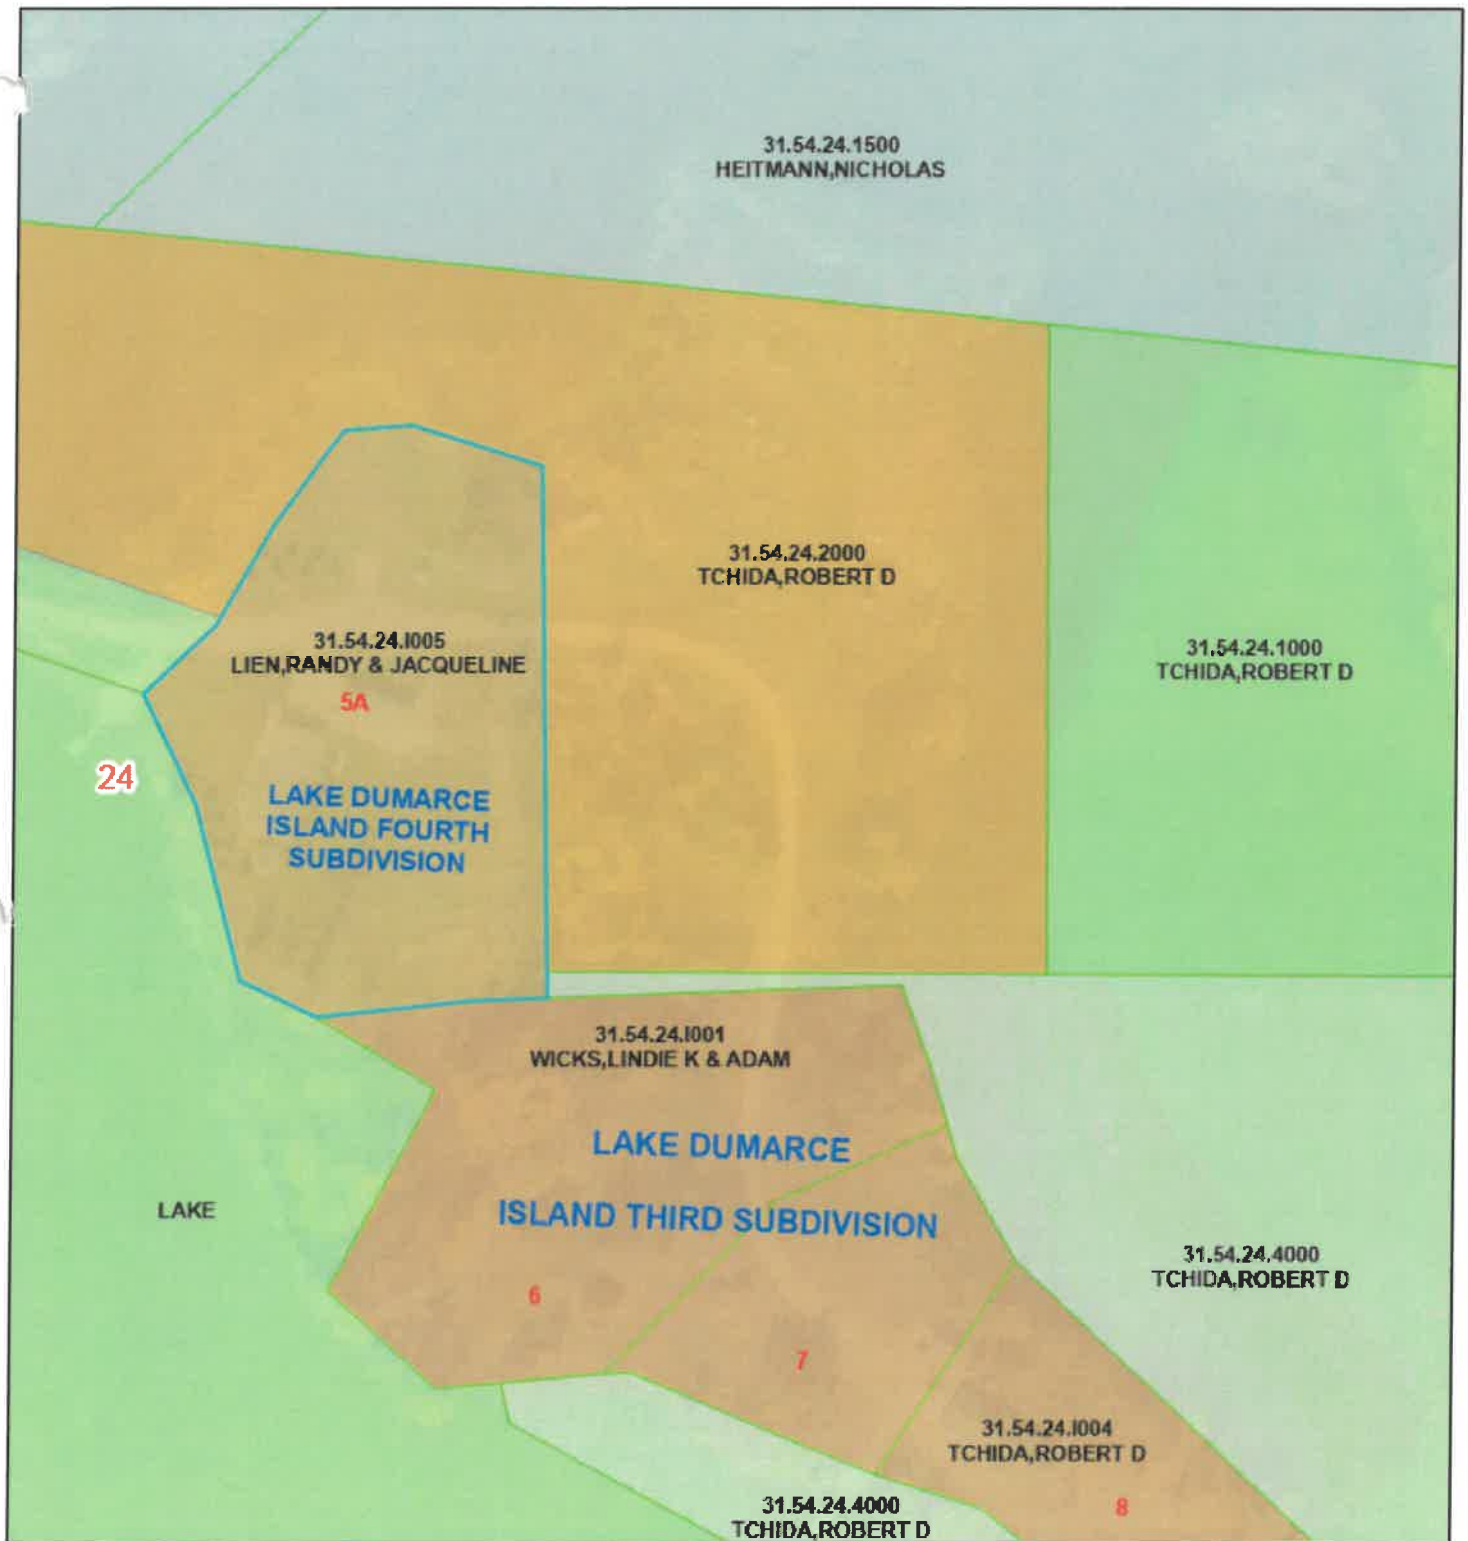 31.54.24.1500
HEITMANN,NICHOLAS
31.54.24.2000
TCHIDA,ROBERT D
31.54.24.I005
LIEN,RANDY & JACQUELINE
5A
31.54.24.1000
TCHIDA,ROBERT D
24
LAKE DUMARCE
ISLAND FOURTH
SUBDIVISION
31.54.24.I001
WICKS,LINDIE K & ADAM
LAKE DUMARCE
ISLAND THIRD SUBDIVISION
LAKE
31.54.24.4000
TCHIDA,ROBERT D
6
7
31.54.24.I004
TCHIDA,ROBERT D
8
31.54.24.4000
TCHIDA,ROBERT D